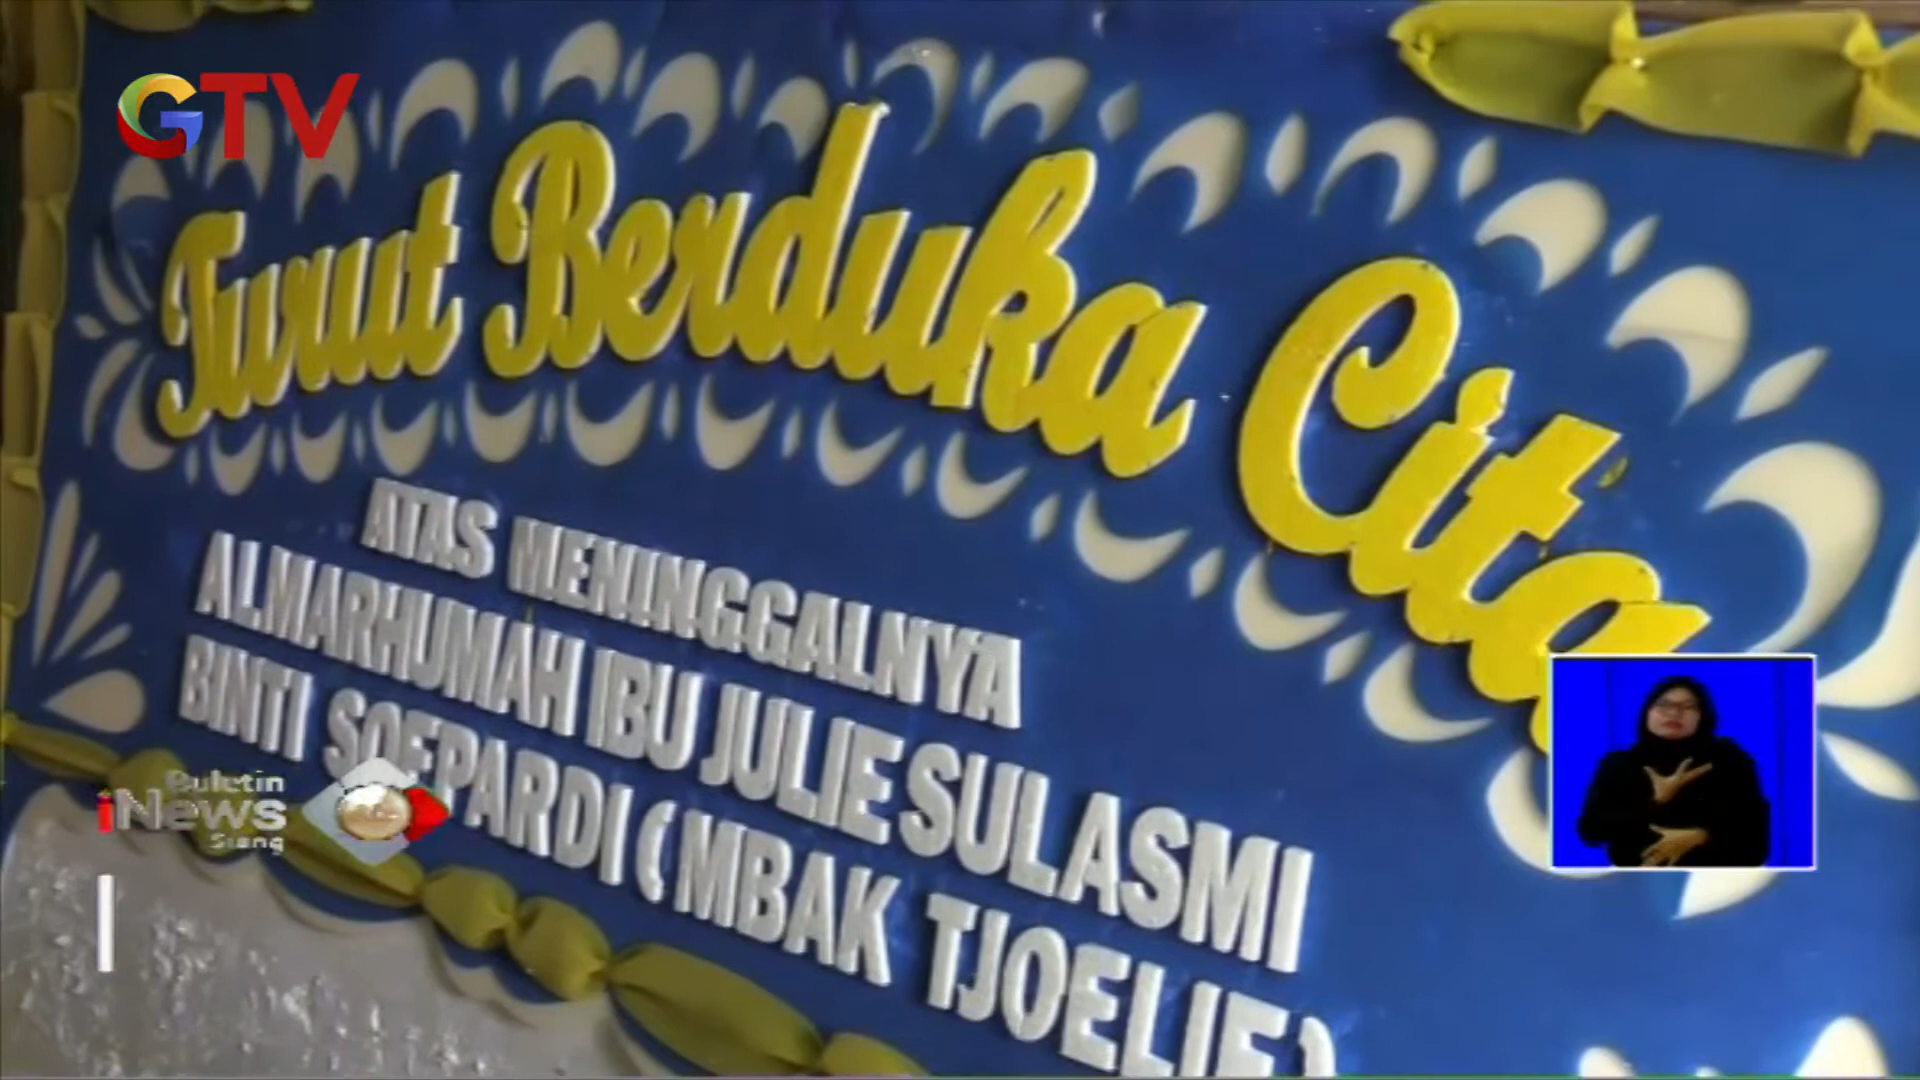 GTV
Turut Berduka Cita
ATAS MENINGGALNYA
ALMARHUMAH IBU JULIE SULASMI
BINTI SOEPARDI (MBAK TJOELIE)
Buletin
iNews
Siang